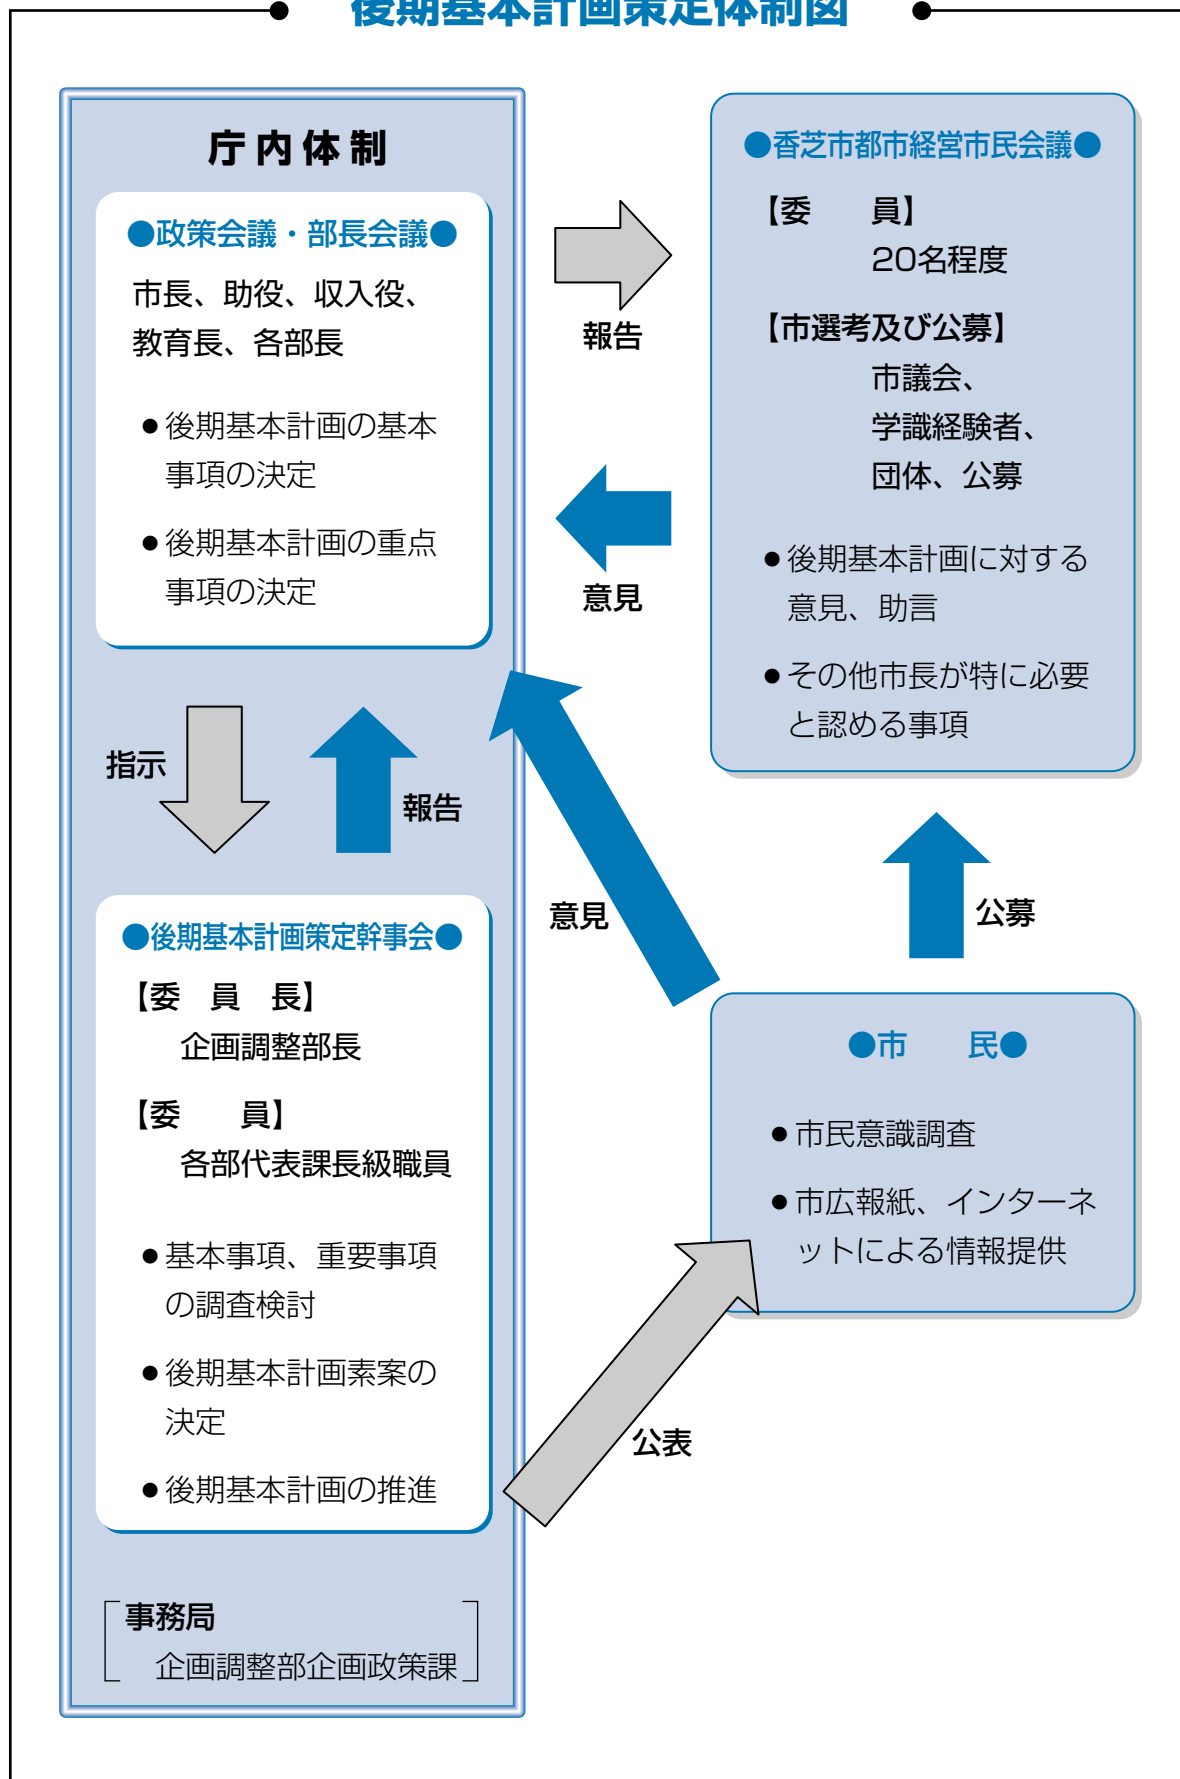 後期基本計画策定体制図
庁内体制
●政策会議・部長会議●
市長、助役、収入役、
教育長、各部長
●後期基本計画の基本
事項の決定
●後期基本計画の重点
事項の決定
指示
報告
●後期基本計画策定幹事会●
【委　員　長】
企画調整部長
【委　　員】
各部代表課長級職員
●基本事項、重要事項
の調査検討
●後期基本計画素案の
決定
●後期基本計画の推進
事務局
企画調整部企画政策課
報告
意見
意見
公表
●香芝市都市経営市民会議●
【委　　員】
20名程度
【市選考及び公募】
市議会、
学識経験者、
団体、公募
●後期基本計画に対する
意見、助言
●その他市長が特に必要
と認める事項
公募
●市　　民●
●市民意識調査
●市広報紙、インターネ
ットによる情報提供